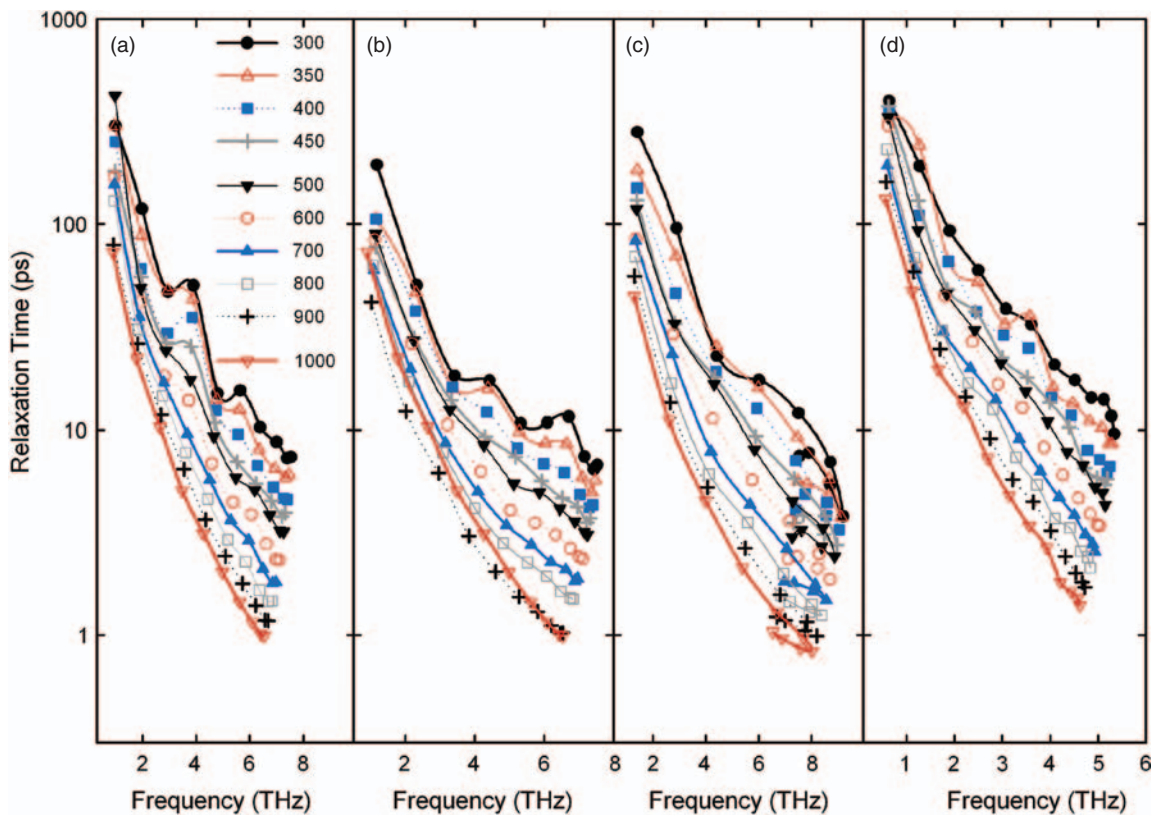 1000
100
10
1
Relaxation Time (ps)
(a)
300
350
400
450
500
600
700
800
900
1000
(b)
(c)
(d)
2 4 6 8
2 4 6 8
2 4 6 8
1 2 3 4 5 6
Frequency (THz)
Frequency (THz)
Frequency (THz)
Frequency (THz)